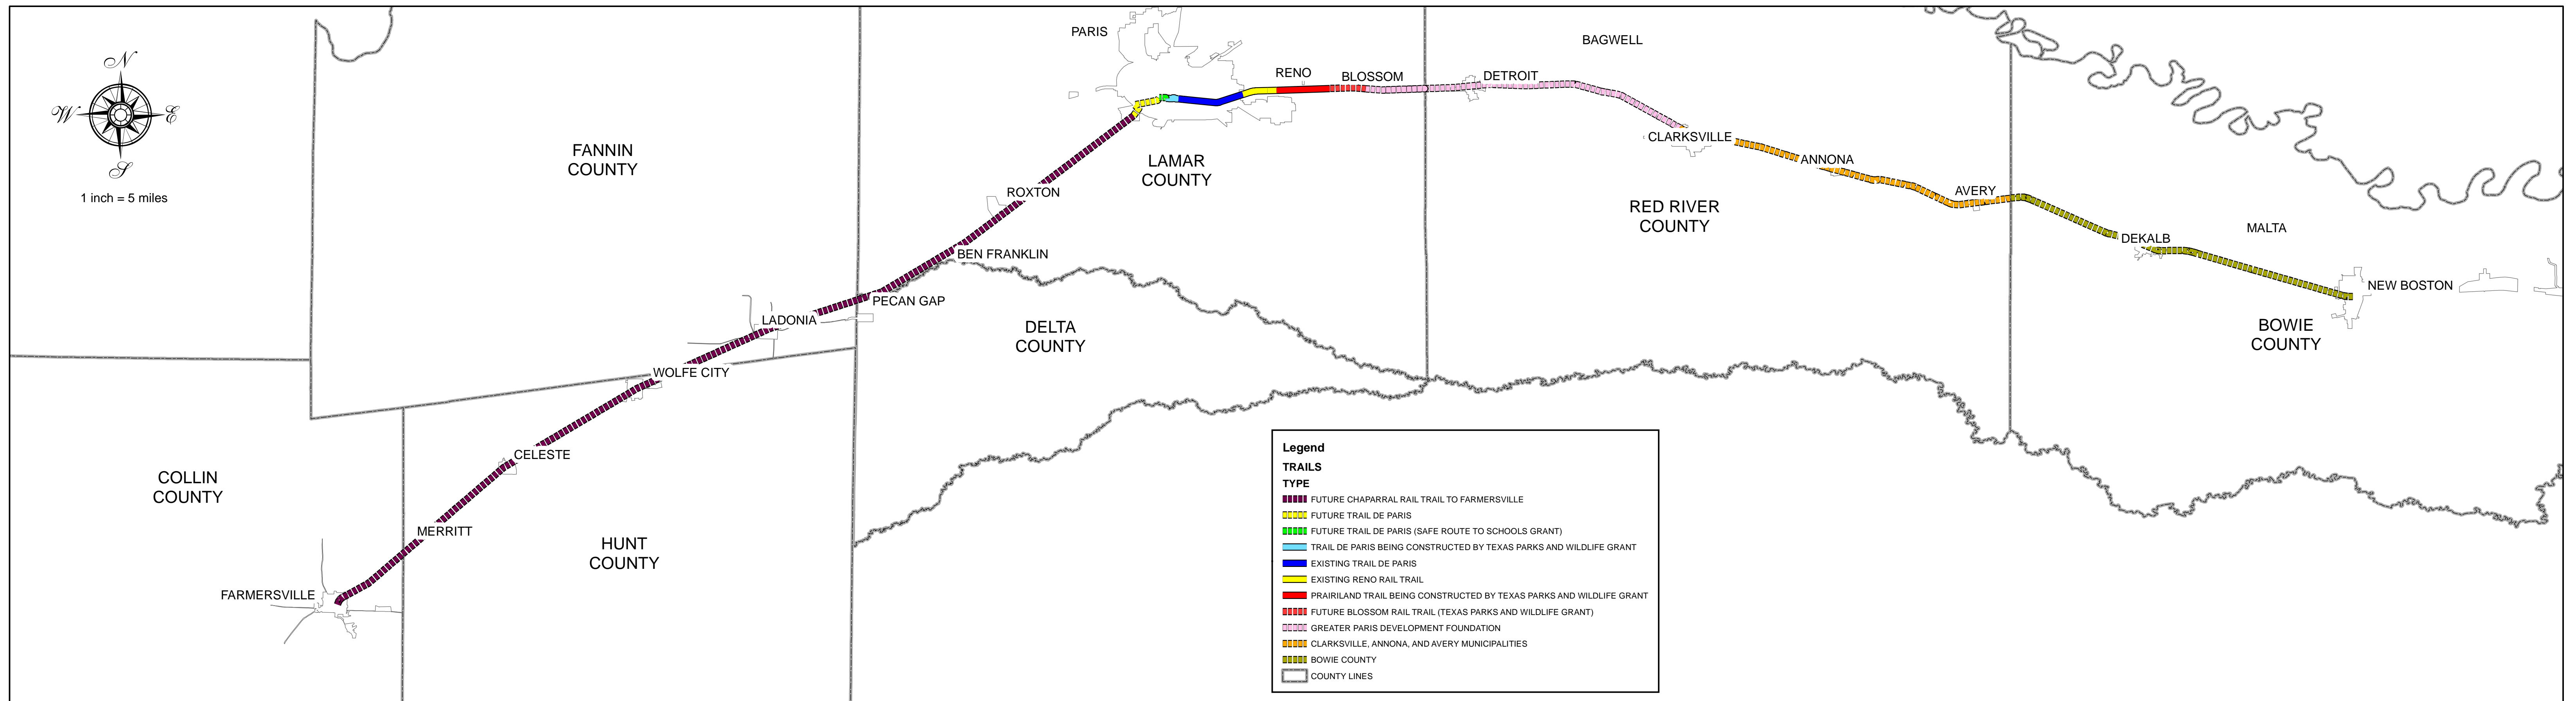 N
W
E
S
1 inch = 5 miles
PARIS
RENO
BLOSSOM
DETROIT
BAGWELL
CLARKSVILLE
ANNONA
AVERY
DEKALB
MALTA
NEW BOSTON
FANNIN
COUNTY
LAMAR
COUNTY
RED RIVER
COUNTY
BOWIE
COUNTY
ROXTON
BEN FRANKLIN
PECAN GAP
LADONIA
DELTA
COUNTY
WOLFE CITY
CELESTE
COLLIN
COUNTY
MERRITT
HUNT
COUNTY
FARMERSVILLE
Legend
TRAILS
TYPE
FUTURE CHAPARRAL RAIL TRAIL TO FARMERSVILLE
FUTURE TRAIL DE PARIS
FUTURE TRAIL DE PARIS (SAFE ROUTE TO SCHOOLS GRANT)
TRAIL DE PARIS BEING CONSTRUCTED BY TEXAS PARKS AND WILDLIFE GRANT
EXISTING TRAIL DE PARIS
EXISTING RENO RAIL TRAIL
PRAIRILAND TRAIL BEING CONSTRUCTED BY TEXAS PARKS AND WILDLIFE GRANT
FUTURE BLOSSOM RAIL TRAIL (TEXAS PARKS AND WILDLIFE GRANT)
GREATER PARIS DEVELOPMENT FOUNDATION
CLARKSVILLE, ANNONA, AND AVERY MUNICIPALITIES
BOWIE COUNTY
COUNTY LINES